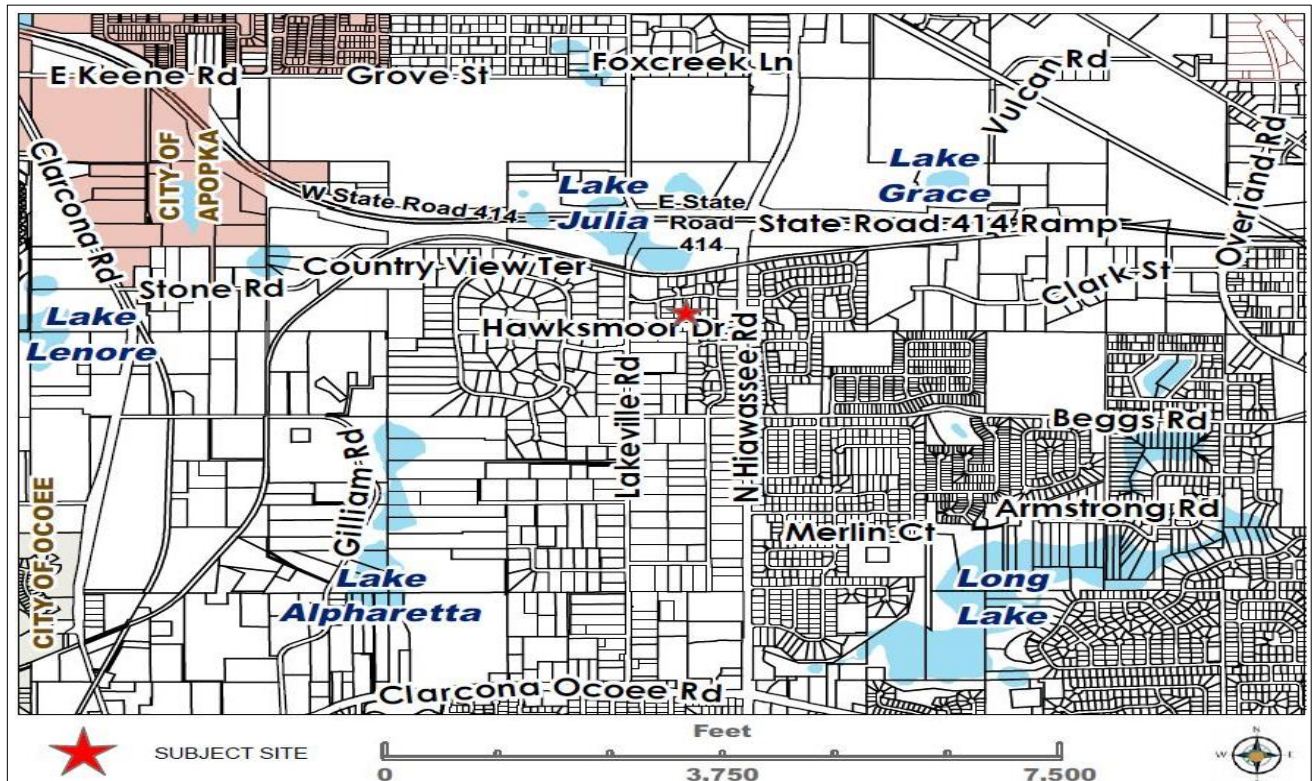 E Keene Rd
Grove St
Foxcreek Ln
Vulcan Rd
Overland Rd
Clarcona Rd
CITY OF
APOPKA
W State Road 414
Lake
Julia
E State
Road
414
Lake
Grace
State Road 414 Ramp
Stone Rd
Country View Ter
Clark St
Lake
Lenore
Hawksmoor Dr
Lakeville Rd
N Hiawassee Rd
Beggs Rd
Gilliam Rd
CITY OF OCOEE
Merlin Ct
Armstrong Rd
Lake
Alpharetta
Long
Lake
Clarcona Ocoee Rd
SUBJECT SITE
Feet
0 3,750 7,500
N
W E
S